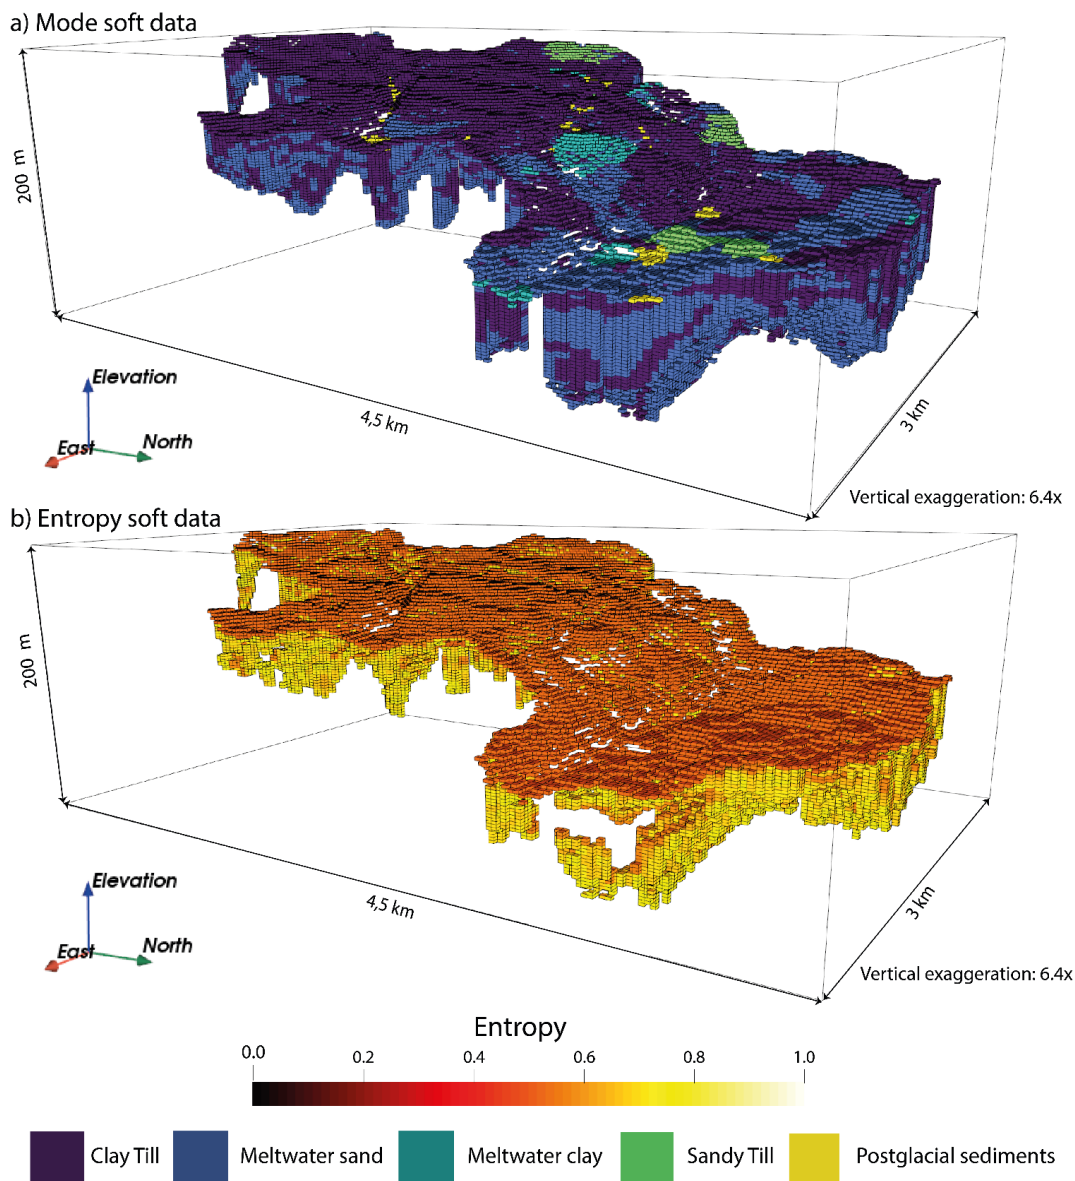 a) Mode soft data
200 m
Elevation
East
North
4,5 km
3 km
Vertical exaggeration: 6.4x
b) Entropy soft data
200 m
Elevation
East
North
4,5 km
3 km
Vertical exaggeration: 6.4x
Entropy
0.0 0.2 0.4 0.6 0.8 1.0
Clay Till Meltwater sand Meltwater clay Sandy Till Postglacial sediments